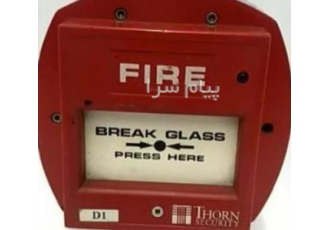 FIRE
پیام سرا
BREAK GLASS
PRESS HERE
D1
THORN
SECURITY